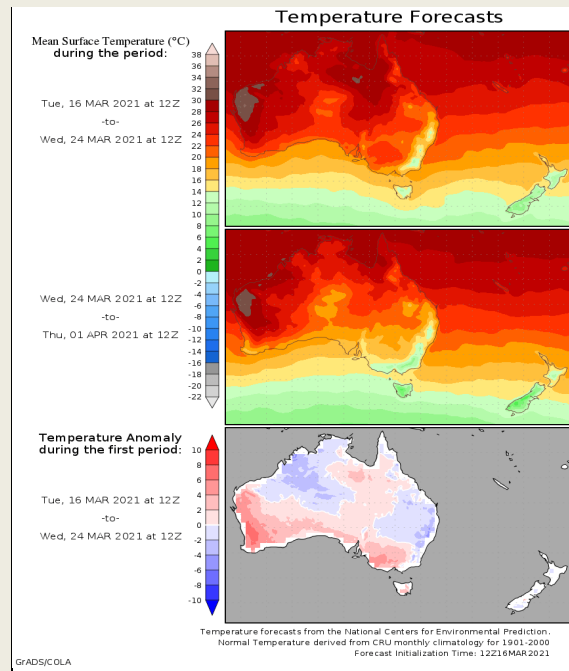 Temperature Forecasts
Mean Surface Temperature (°C)
during the period:
Tue, 16 MAR 2021 at 12Z
-to-
Wed, 24 MAR 2021 at 12Z
38
36
34
32
30
28
26
24
22
20
18
16
14
12
10
8
6
4
2
0
-2
-4
-6
-8
-10
-12
-14
-16
-18
-20
-22
Wed, 24 MAR 2021 at 12Z
-to-
Thu, 01 APR 2021 at 12Z
Temperature Anomaly
during the first period:
Tue, 16 MAR 2021 at 12Z
-to-
Wed, 24 MAR 2021 at 12Z
10
8
6
4
2
0
-2
-4
-6
-8
-10
Temperature forecasts from the National Centers for Environmental Prediction.
Normal Temperature derived from CRU monthly climatology for 1901-2000
Forecast Initialization Time: 12Z16MAR2021
GrADS/COLA